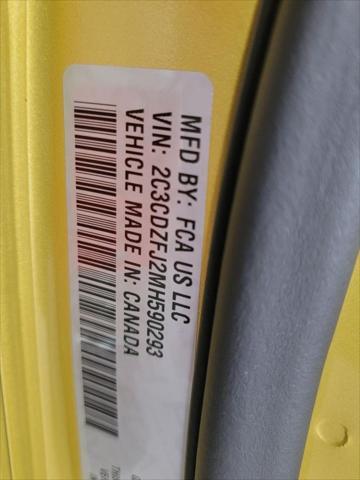 MFD BY: FCA US LLC
VIN: 2C3CDZFJ2MH590293
VEHICLE MADE IN: CANADA